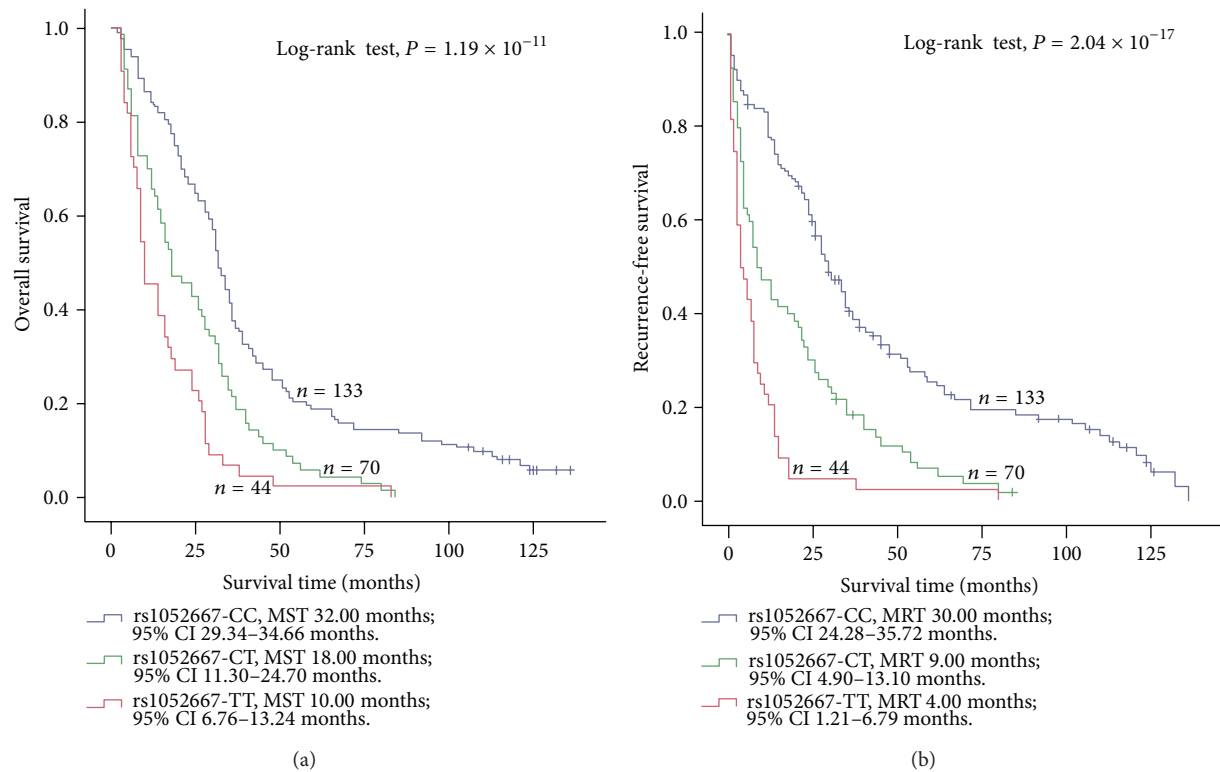 Log-rank test, P = 1.19 × 10⁻¹¹
Overall survival
1.0
0.8
0.6
0.4
0.2
0.0
n = 133
n = 70
n = 44
0 25 50 75 100 125
Survival time (months)
rs1052667-CC, MST 32.00 months;
95% CI 29.34–34.66 months.
rs1052667-CT, MST 18.00 months;
95% CI 11.30–24.70 months.
rs1052667-TT, MST 10.00 months;
95% CI 6.76–13.24 months.
(a)
Log-rank test, P = 2.04 × 10⁻¹⁷
Recurrence-free survival
1.0
0.8
0.6
0.4
0.2
0.0
n = 133
n = 44
n = 70
0 25 50 75 100 125
Survival time (months)
rs1052667-CC, MRT 30.00 months;
95% CI 24.28–35.72 months.
rs1052667-CT, MRT 9.00 months;
95% CI 4.90–13.10 months.
rs1052667-TT, MRT 4.00 months;
95% CI 1.21–6.79 months.
(b)